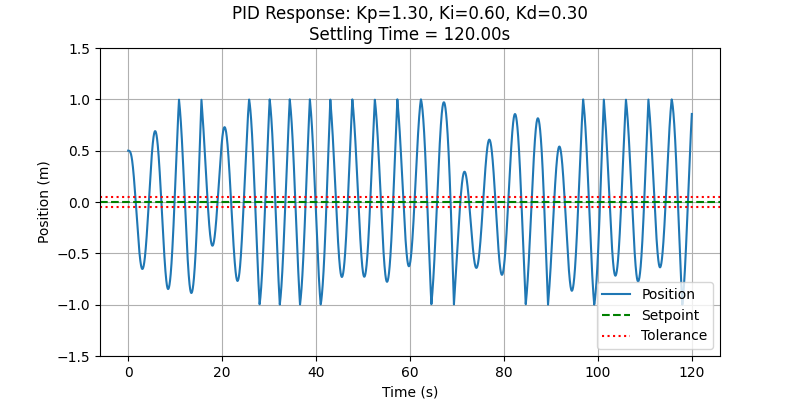 PID Response: Kp=1.30, Ki=0.60, Kd=0.30
Settling Time = 120.00s
1.5
1.0
0.5
0.0
−0.5
−1.0
−1.5
Position (m)
Position
Setpoint
Tolerance
0 20 40 60 80 100 120
Time (s)